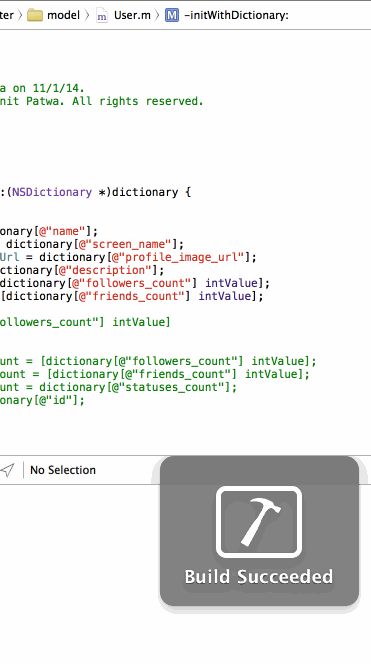 ter model User.m M -initWithDictionary:
a on 11/1/14.
nit Patwa. All rights reserved.
:(NSDictionary *)dictionary {
onary[@"name"];
dictionary[@"screen_name"];
Url = dictionary[@"profile_image_url"];
ctionary[@"description"];
dictionary[@"followers_count"] intValue];
[dictionary[@"friends_count"] intValue];
ollowers_count"] intValue]
unt = [dictionary[@"followers_count"] intValue];
ount = [dictionary[@"friends_count"] intValue];
unt = dictionary[@"statuses_count"];
onary[@"id"];
No Selection
Build Succeeded